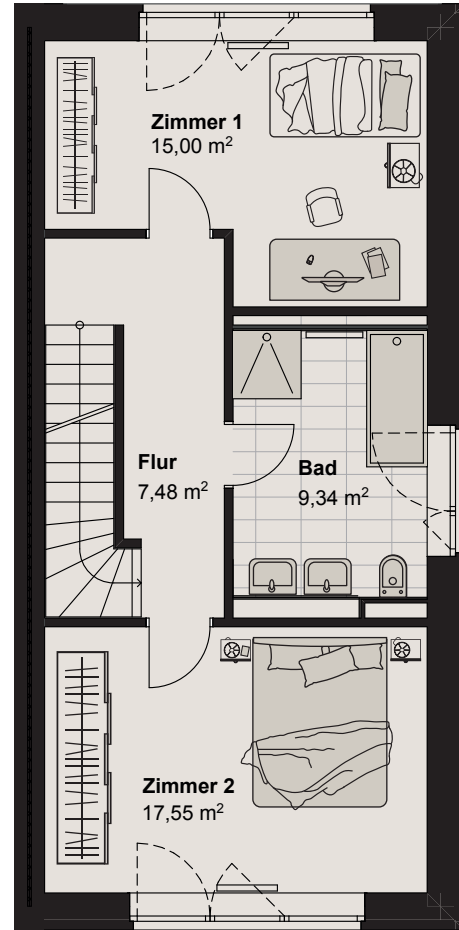 Zimmer 1
15,00 m²
Flur
7,48 m²
Bad
9,34 m²
Zimmer 2
17,55 m²